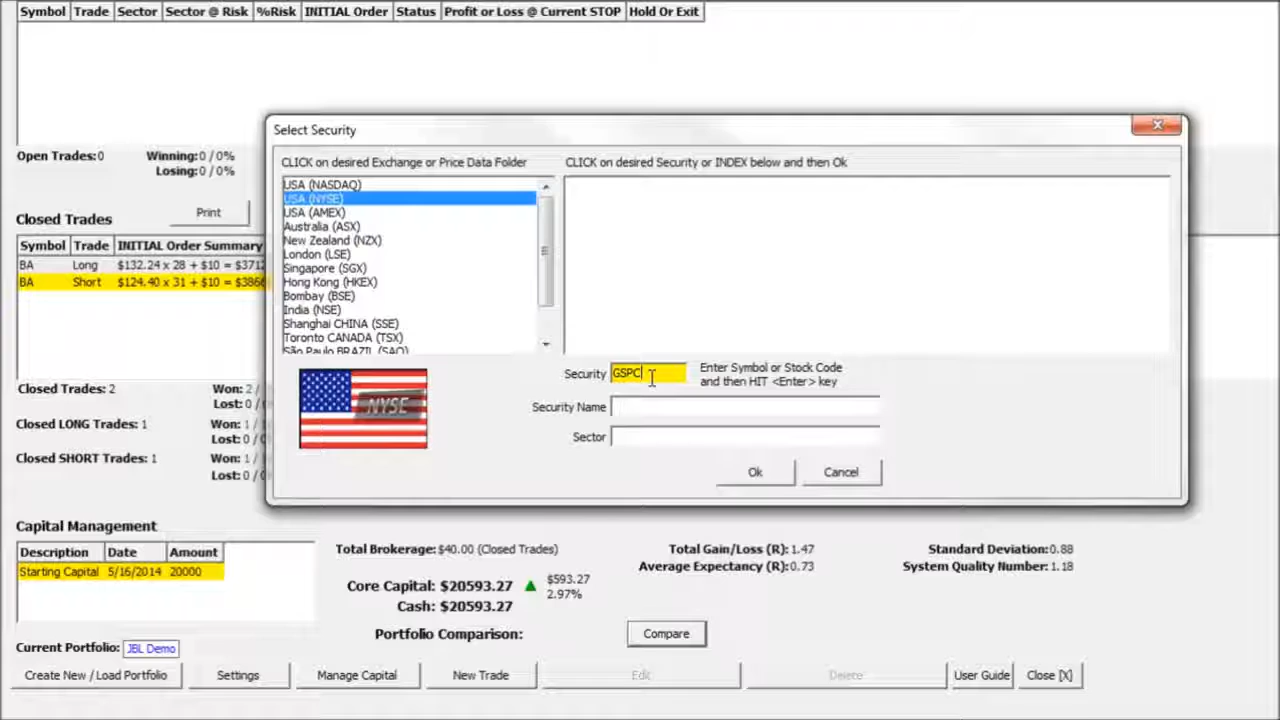 Symbol Trade Sector Sector @ Risk %Risk INITIAL Order Status Profit or Loss @ Current STOP Hold Or Exit
Select Security
CLICK on desired Exchange or Price Data Folder
CLICK on desired Security or INDEX below and then Ok
Open Trades:0
Winning:0 / 0%
Losing:0 / 0%
USA (NASDAQ)
USA (NYSE)
USA (AMEX)
Australia (ASX)
New Zealand (NZX)
London (LSE)
Singapore (SGX)
Hong Kong (HKEX)
Bombay (BSE)
India (NSE)
Shanghai CHINA (SSE)
Toronto CANADA (TSX)
São Paulo BRAZIL (SAO)
Closed Trades
Print
Symbol Trade INITIAL Order Summary
BA Long $132.24 x 28 + $10 = $3712
BA Short $124.40 x 31 + $10 = $3866
Security GSPC
Enter Symbol or Stock Code
and then HIT <Enter> key
NYSE
Security Name
Sector
Ok
Cancel
Closed Trades: 2
Won: 2 /
Lost: 0 /
Closed LONG Trades: 1
Won: 1 /
Lost: 0 /
Closed SHORT Trades: 1
Won: 1 /
Lost: 0 /
Capital Management
Description Date Amount
Starting Capital 5/16/2014 20000
Total Brokerage: $40.00 (Closed Trades)
Core Capital: $20593.27
$593.27
2.97%
Cash: $20593.27
Total Gain/Loss (R): 1.47
Average Expectancy (R):0.73
Standard Deviation:0.88
System Quality Number: 1.18
Portfolio Comparison:
Compare
Current Portfolio: JBL Demo
Create New / Load Portfolio
Settings
Manage Capital
New Trade
Edit
Delete
User Guide
Close [X]